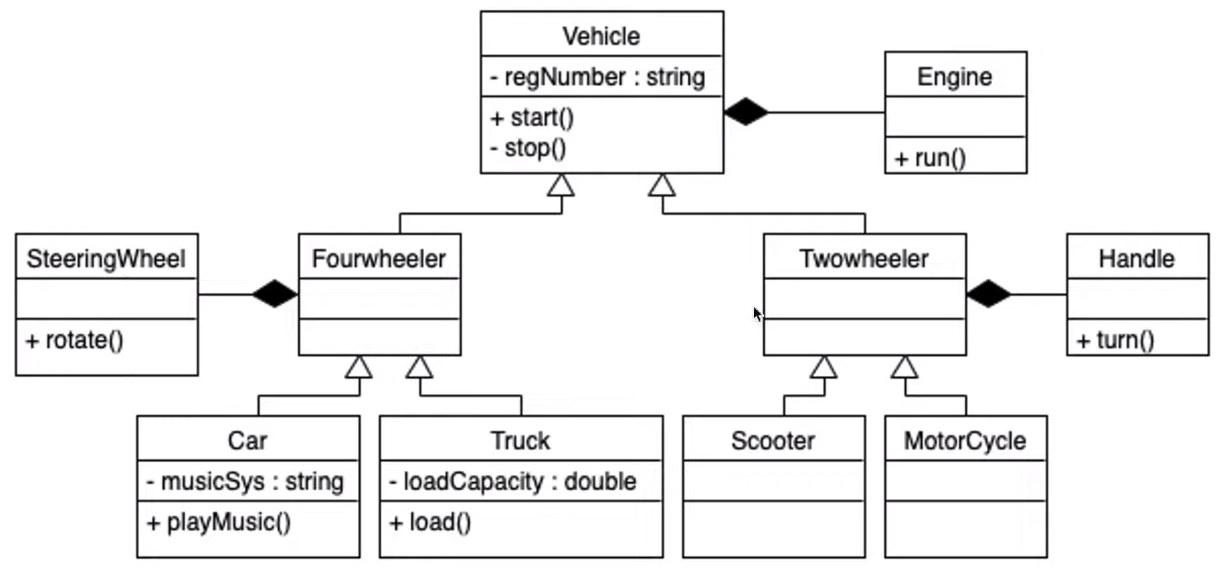 Vehicle
- regNumber : string
+ start()
- stop()
Engine
+ run()
SteeringWheel
+ rotate()
Fourwheeler
Twowheeler
Handle
+ turn()
Car
- musicSys : string
+ playMusic()
Truck
- loadCapacity : double
+ load()
Scooter
MotorCycle